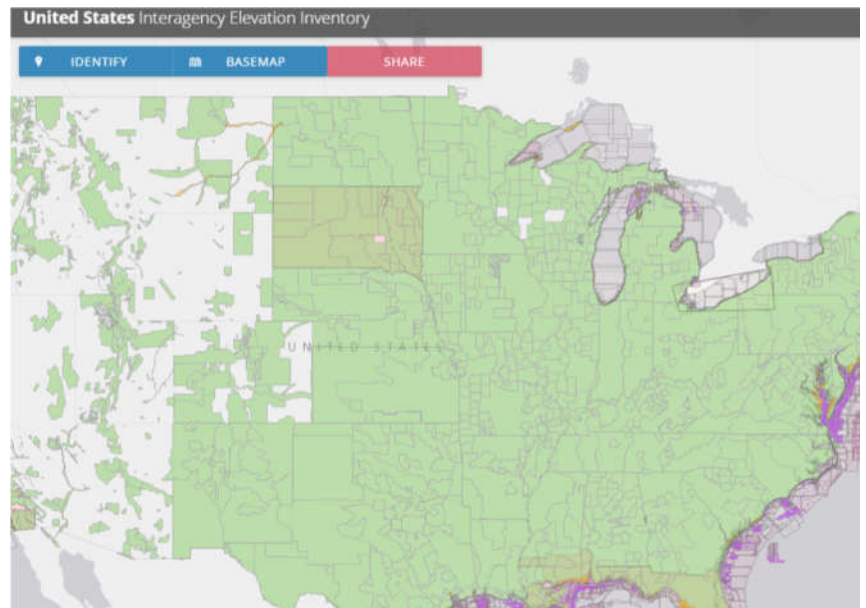 United States Interagency Elevation Inventory
IDENTIFY BASEMAP SHARE
UNITED STATES